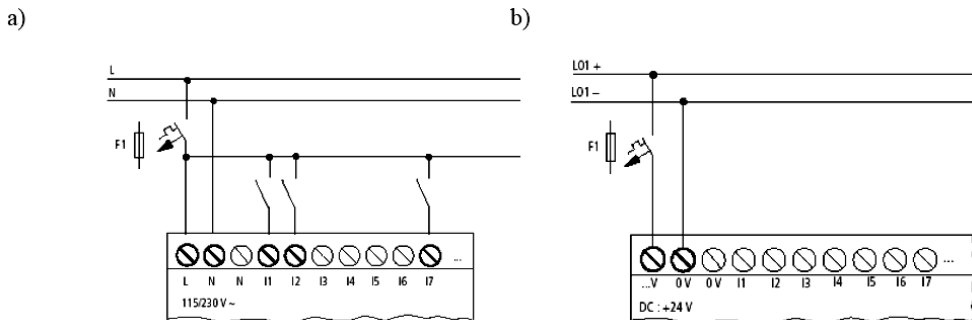 a)
L
N
F1
L N N I1 I2 I3 I4 I5 I6 I7 ...
115/230 V ~
b)
L01 +
L01 –
F1
...V 0 V 0 V I1 I2 I3 I4 I5 I6 I7 ...
DC : +24 V